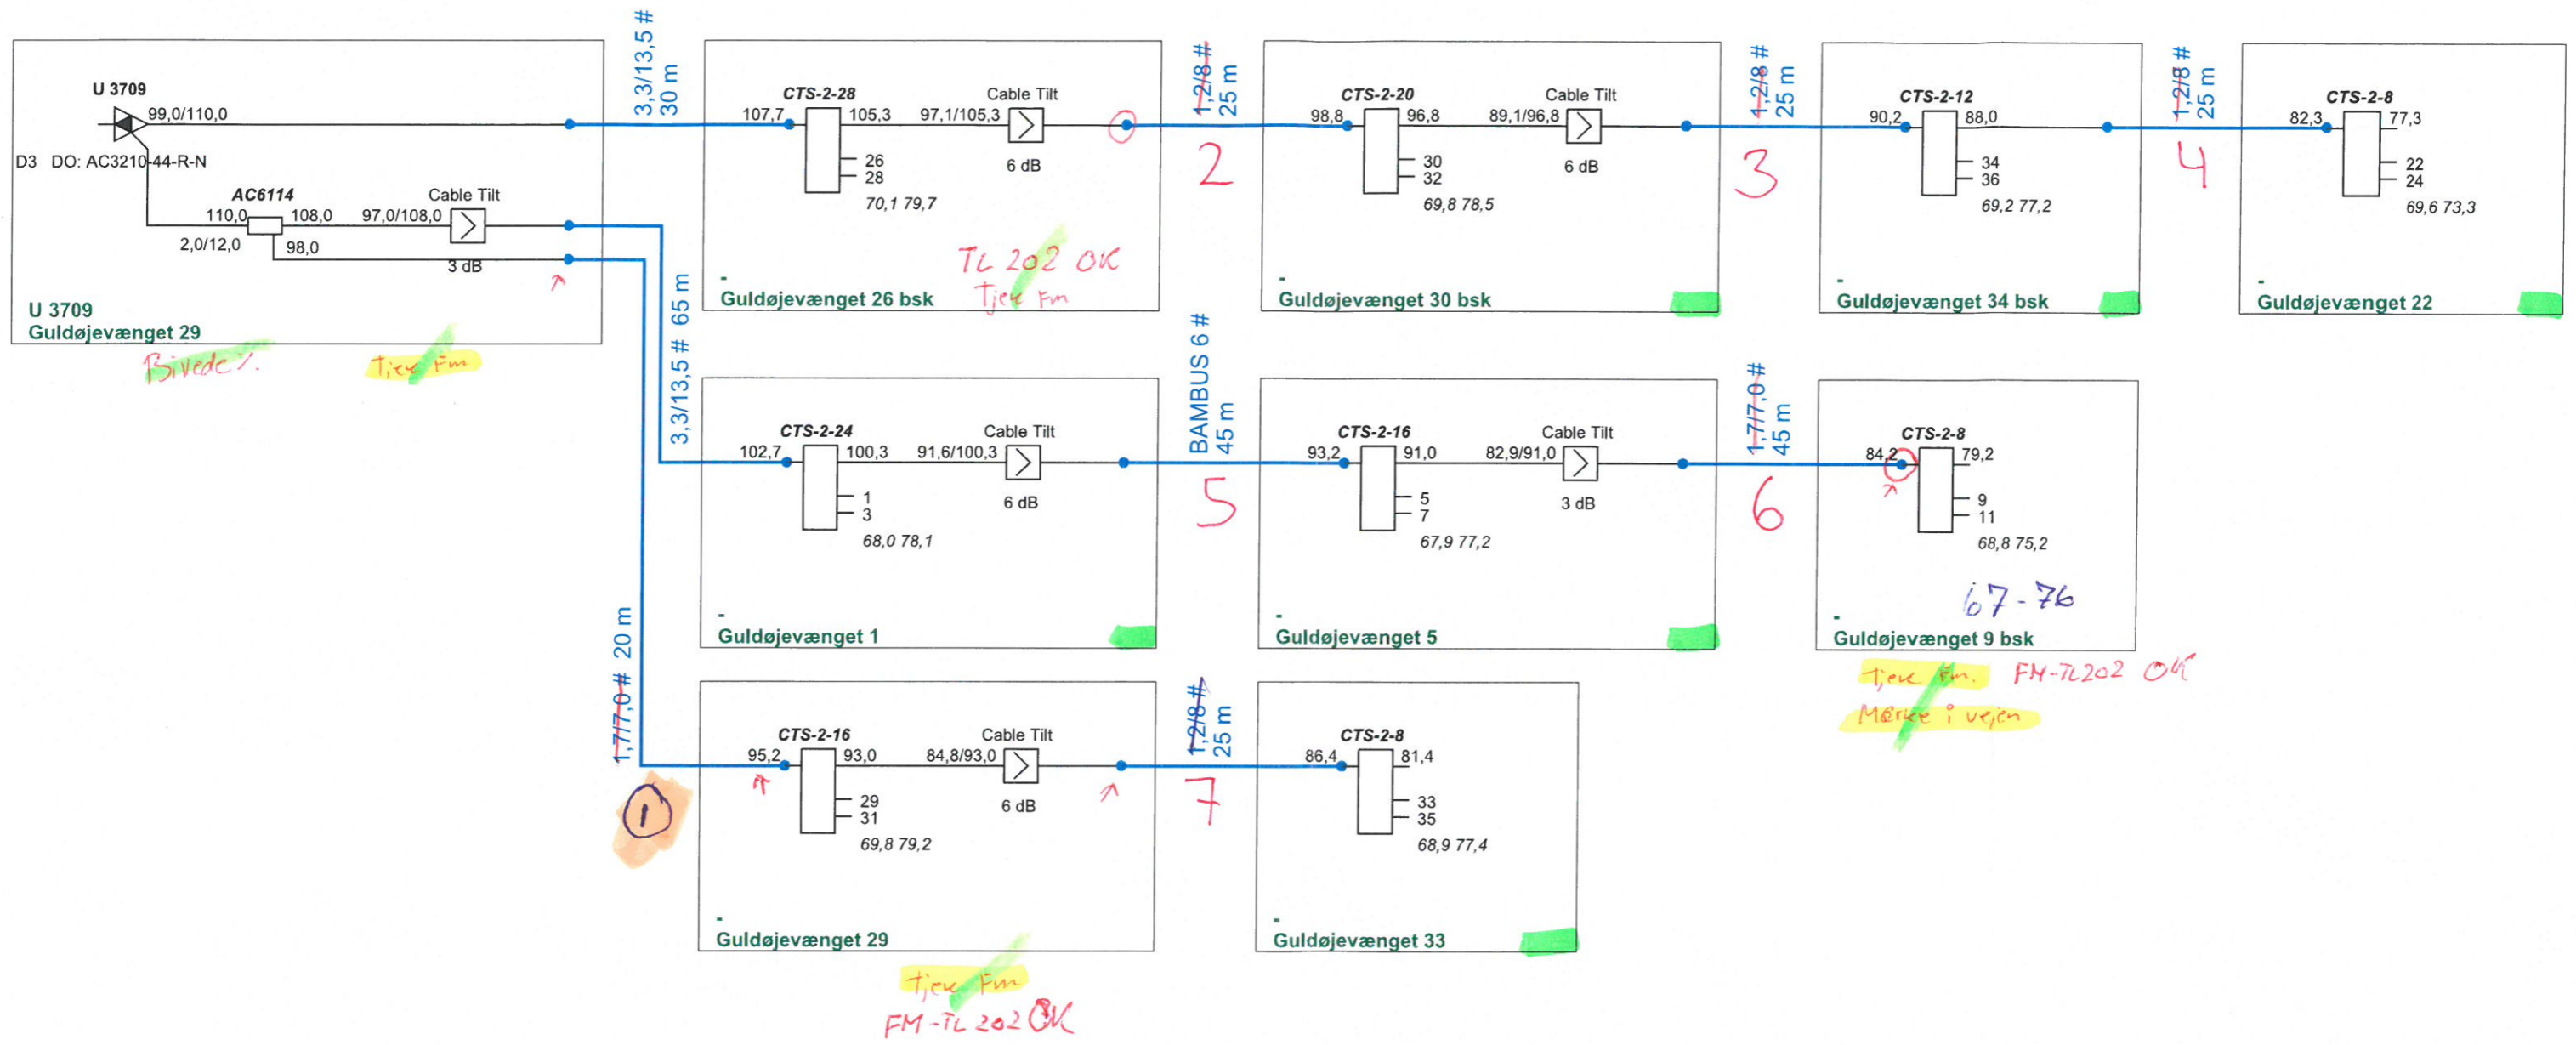 U 3709
99,0/110,0
D3 DO: AC3210-44-R-N
AC6114
Cable Tilt
110,0
108,0
97,0/108,0
2,0/12,0
98,0
3 dB
U 3709
Guldøjevænget 29
Tjek Fm
3,3/13,5 #
30 m
CTS-2-28
Cable Tilt
107,7
105,3
97,1/105,3
6 dB
26
28
70,1 79,7
TL 202 OK
Tjek Fm
-
Guldøjevænget 26 bsk
1,2/8 #
25 m
2
CTS-2-20
Cable Tilt
98,8
96,8
89,1/96,8
6 dB
30
32
69,8 78,5
-
Guldøjevænget 30 bsk
1,2/8 #
25 m
3
CTS-2-12
90,2
88,0
34
36
69,2 77,2
-
Guldøjevænget 34 bsk
1,2/8 #
25 m
4
CTS-2-8
82,3
77,3
22
24
69,6 73,3
-
Guldøjevænget 22
3,3/13,5 # 65 m
CTS-2-24
Cable Tilt
102,7
100,3
91,6/100,3
6 dB
1
3
68,0 78,1
-
Guldøjevænget 1
BAMBUS 6 #
45 m
5
CTS-2-16
Cable Tilt
93,2
91,0
82,9/91,0
3 dB
5
7
67,9 77,2
-
Guldøjevænget 5
1,7/7,0 #
45 m
6
CTS-2-8
84,2
79,2
9
11
68,8 75,2
67-76
-
Guldøjevænget 9 bsk
Tjek Fm. FM-TL202 OK
Mærke i vejen
1,7/7,0 # 20 m
1
CTS-2-16
Cable Tilt
95,2
93,0
84,8/93,0
6 dB
29
31
69,8 79,2
-
Guldøjevænget 29
Tjek Fm
FM-TL 202 OK
1,2/8 #
25 m
7
CTS-2-8
86,4
81,4
33
35
68,9 77,4
-
Guldøjevænget 33